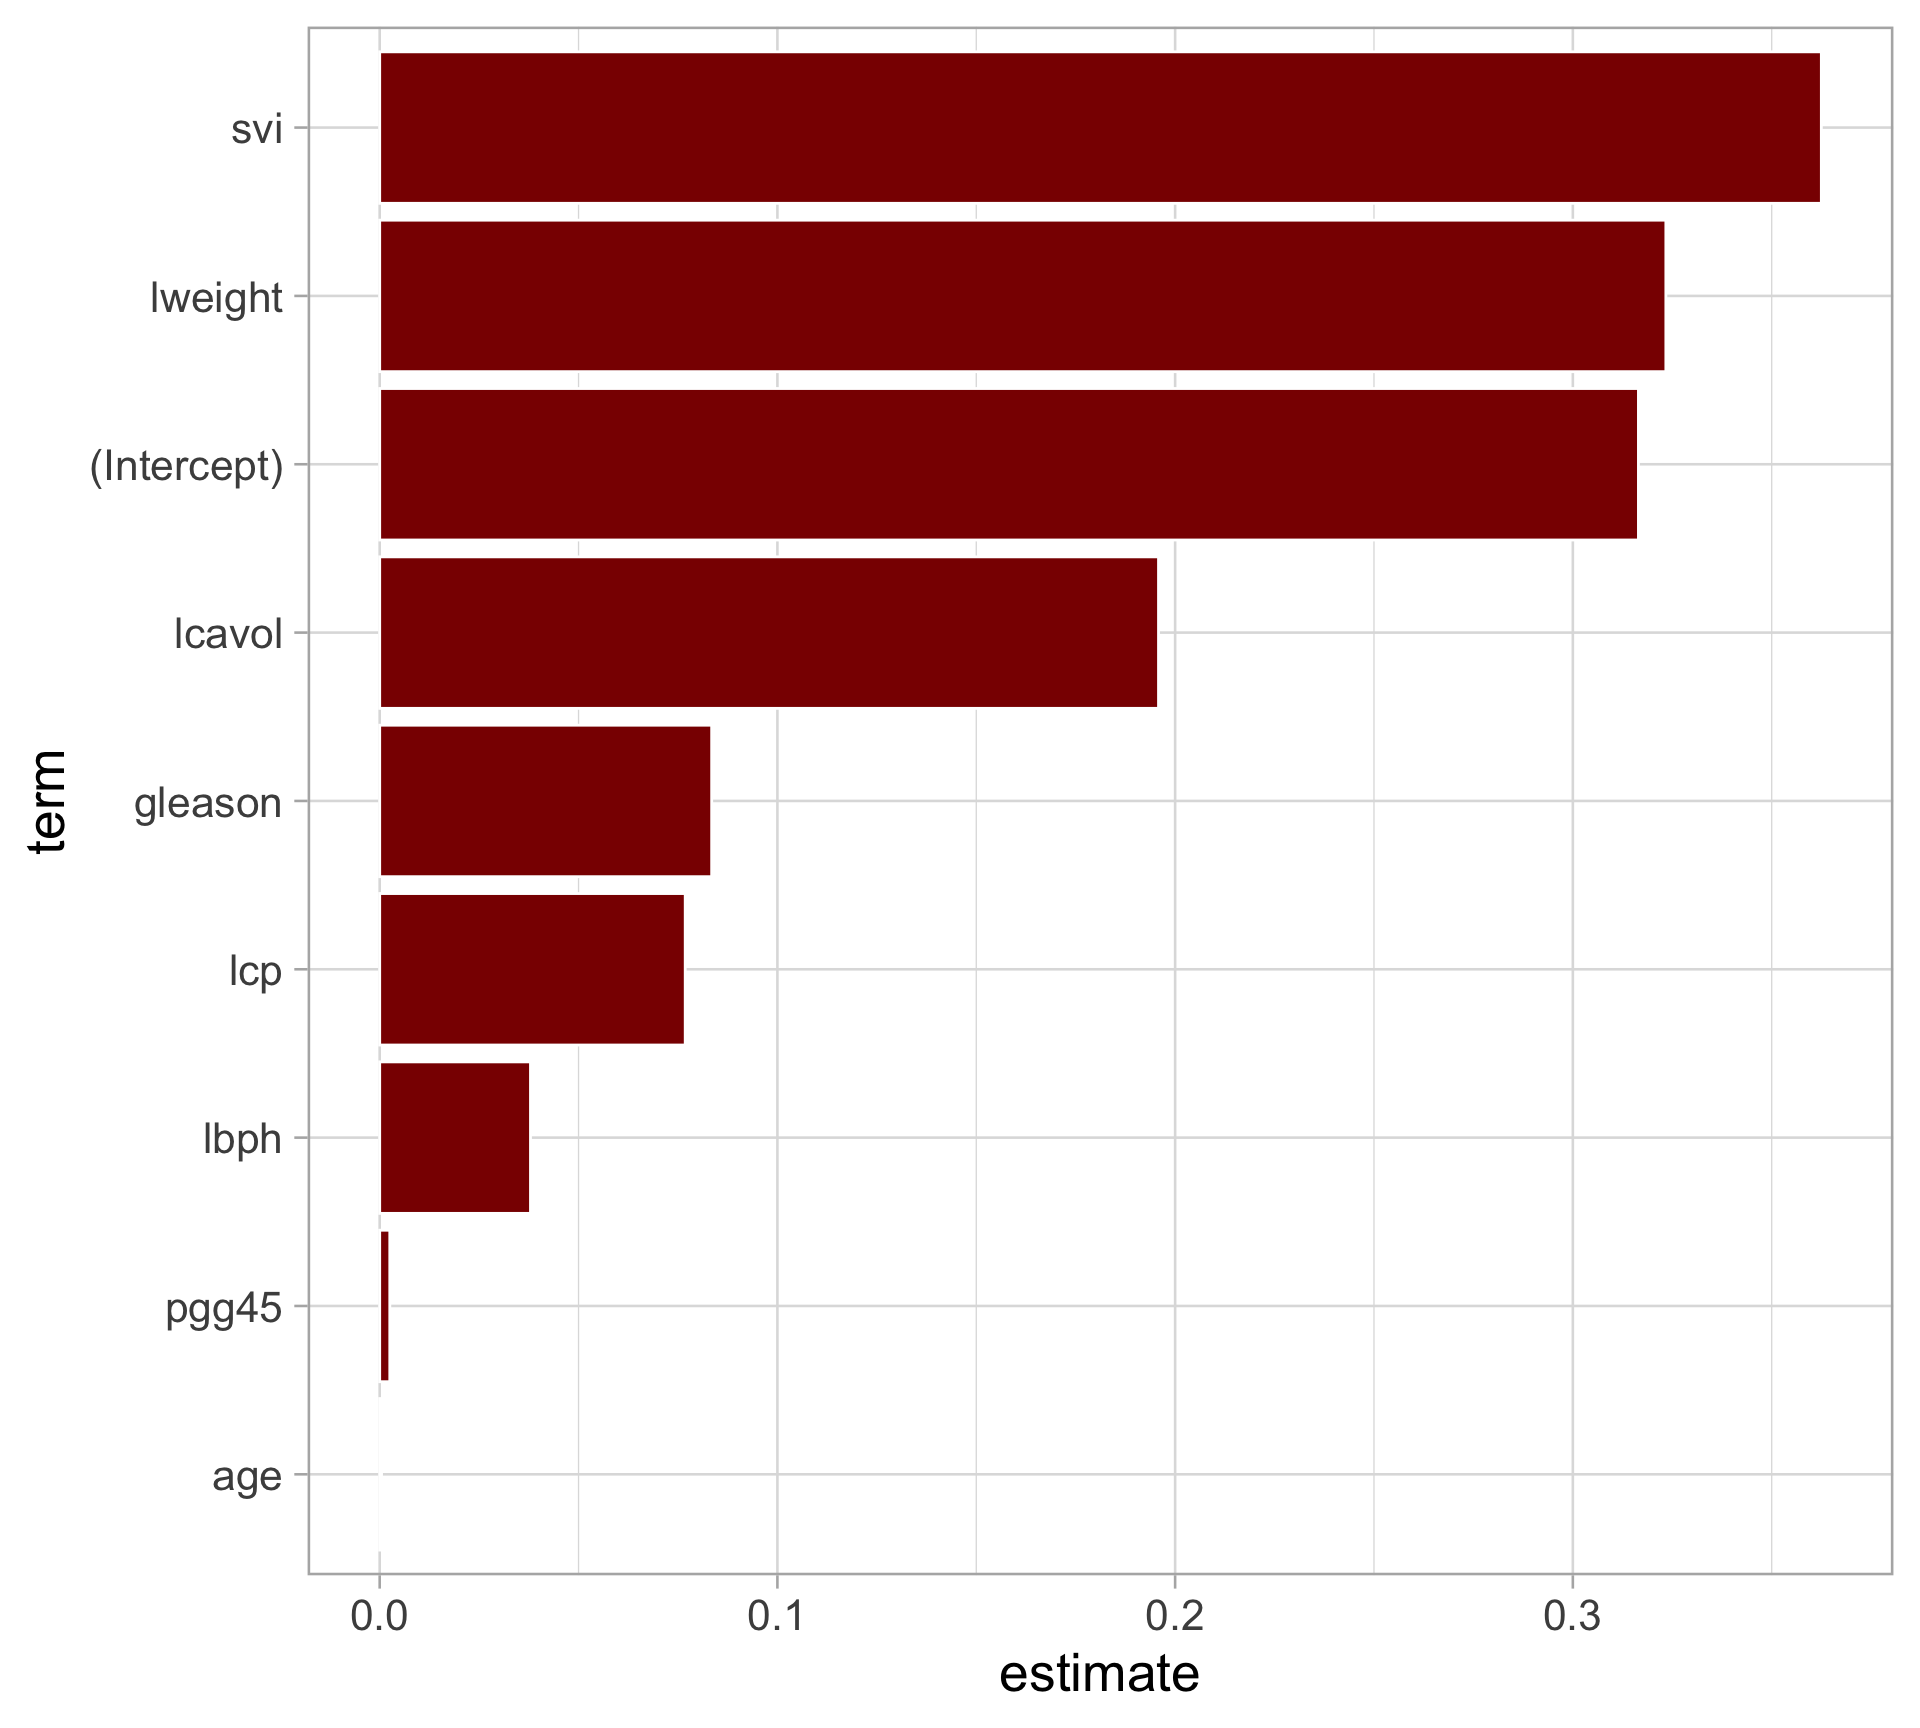 term
svi
lweight
(Intercept)
lcavol
gleason
lcp
lbph
pgg45
age
0.0 0.1 0.2 0.3
estimate